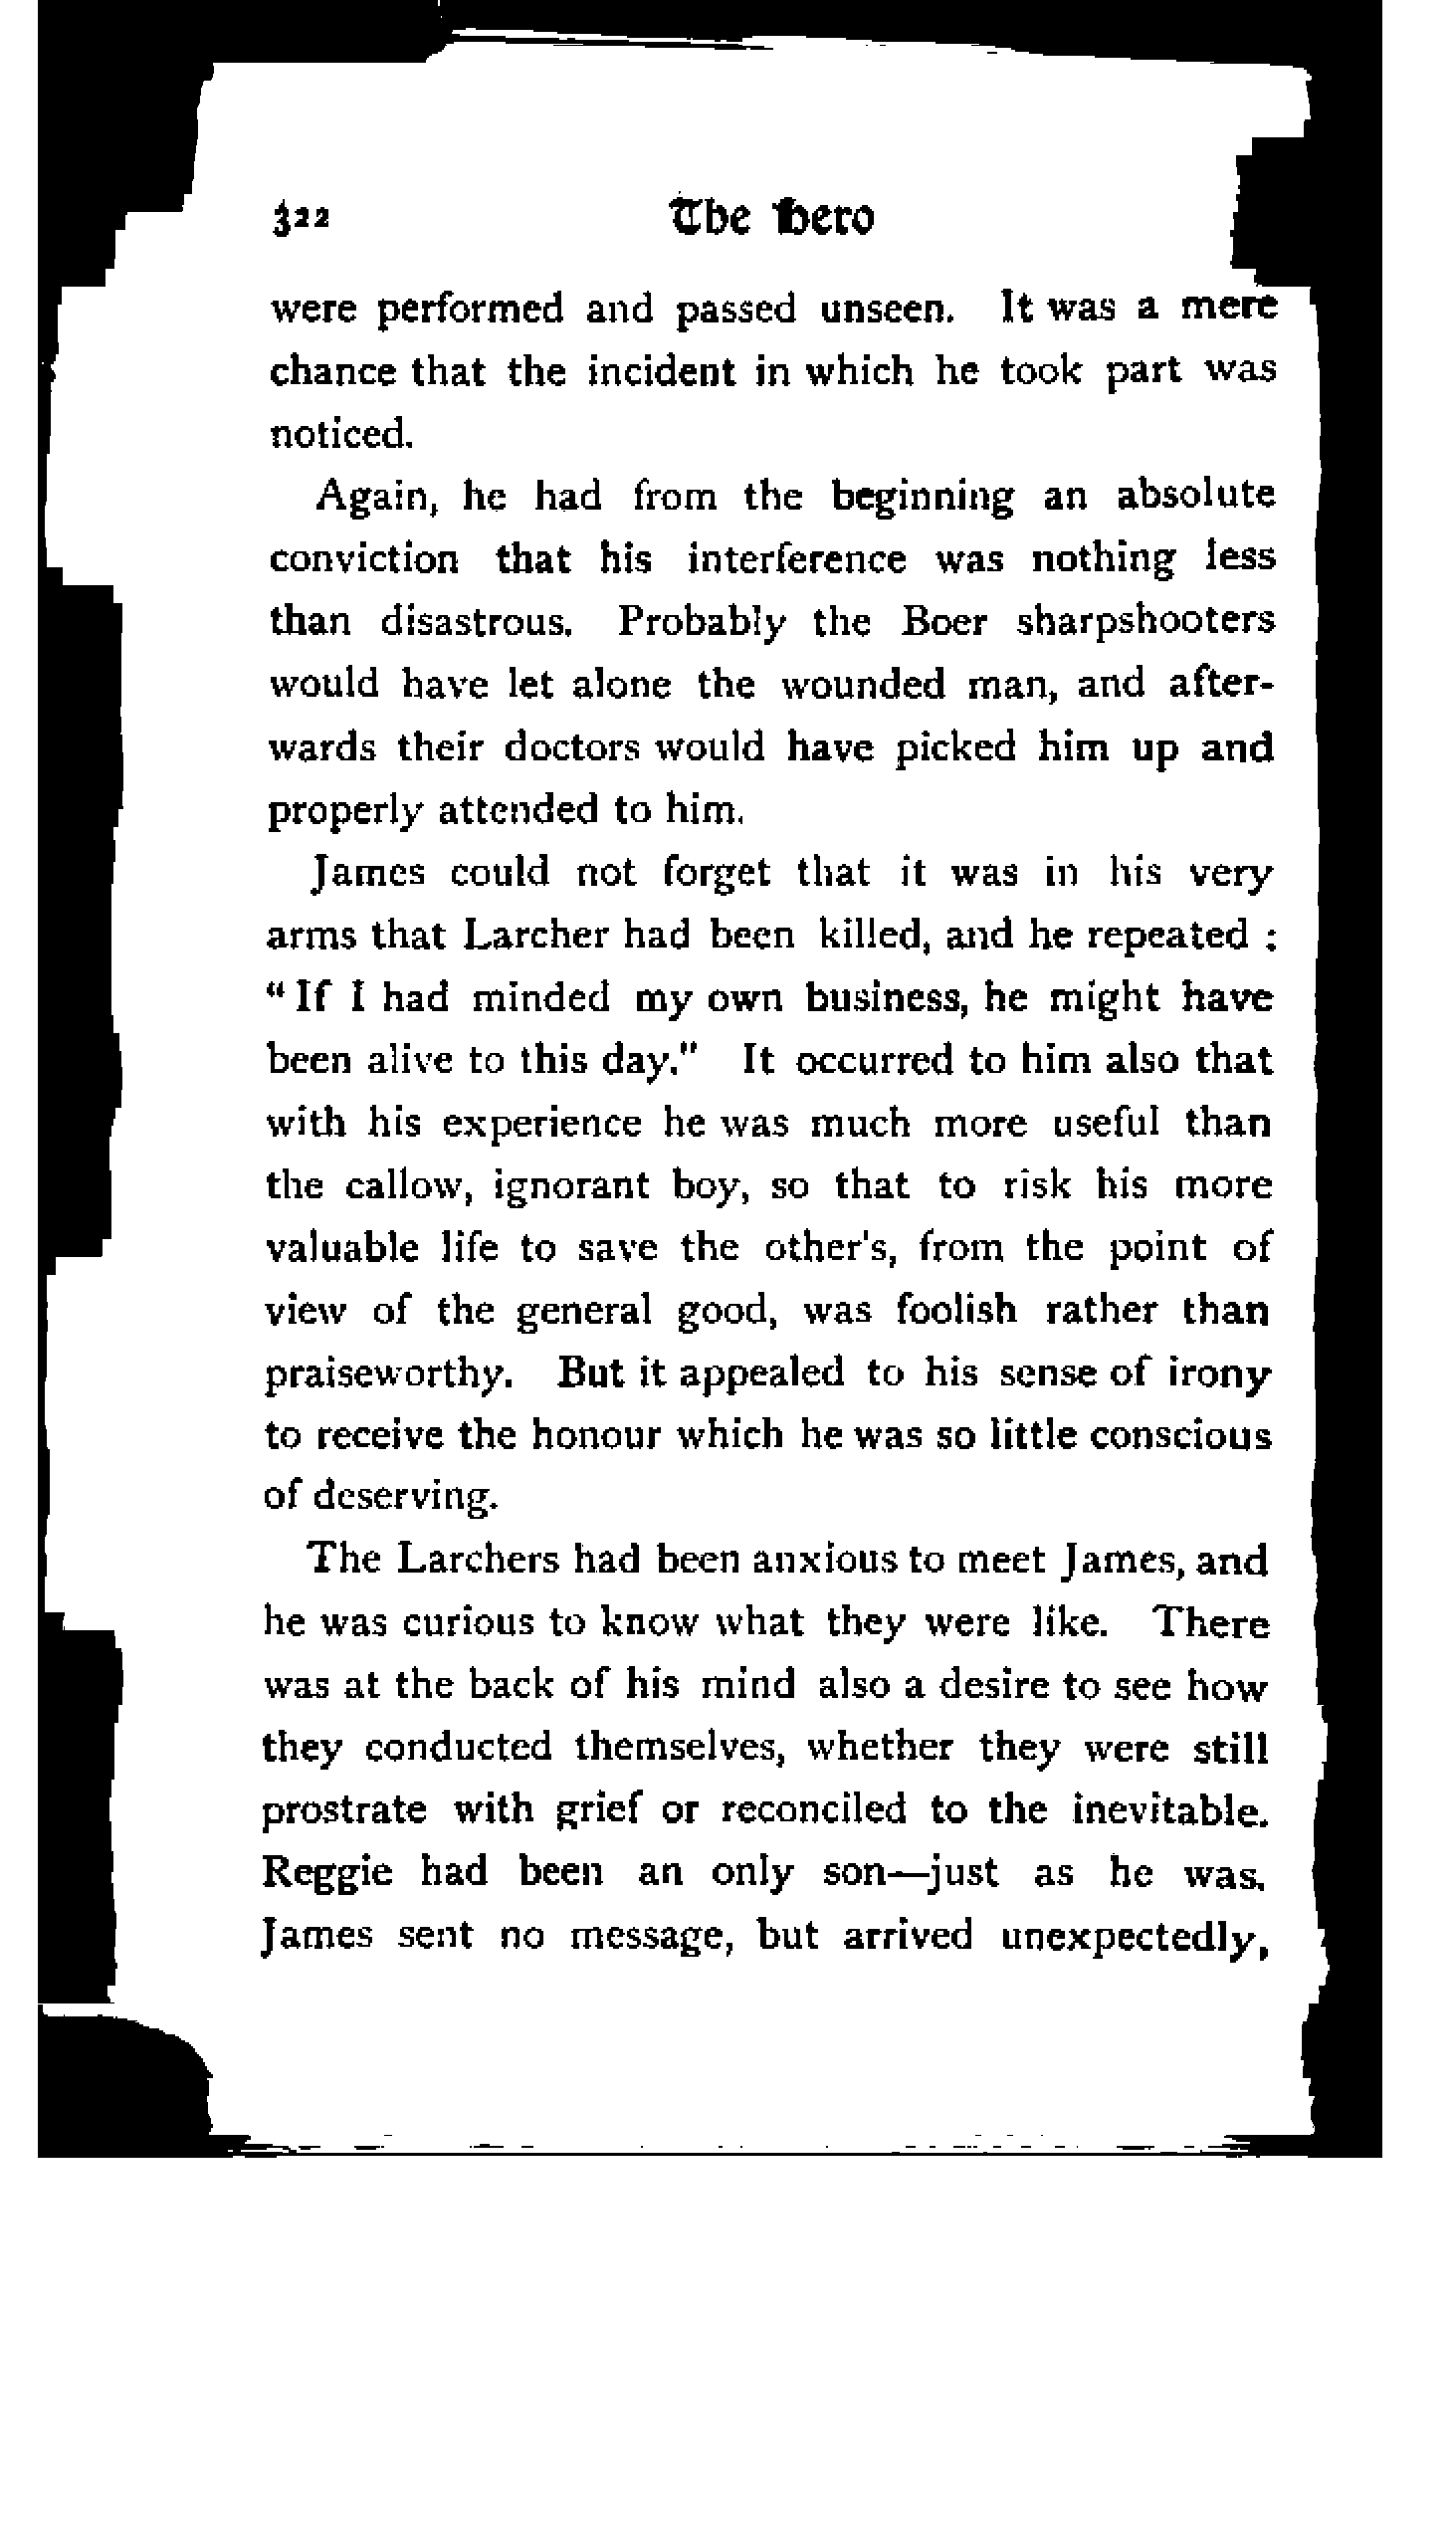 322 The Hero
were performed and passed unseen. It was a mere
chance that the incident in which he took part was
noticed.
Again, he had from the beginning an absolute
conviction that his interference was nothing less
than disastrous. Probably the Boer sharpshooters
would have let alone the wounded man, and after-
wards their doctors would have picked him up and
properly attended to him.
James could not forget that it was in his very
arms that Larcher had been killed, and he repeated :
“If I had minded my own business, he might have
been alive to this day.” It occurred to him also that
with his experience he was much more useful than
the callow, ignorant boy, so that to risk his more
valuable life to save the other's, from the point of
view of the general good, was foolish rather than
praiseworthy. But it appealed to his sense of irony
to receive the honour which he was so little conscious
of deserving.
The Larchers had been anxious to meet James, and
he was curious to know what they were like. There
was at the back of his mind also a desire to see how
they conducted themselves, whether they were still
prostrate with grief or reconciled to the inevitable.
Reggie had been an only son—just as he was.
James sent no message, but arrived unexpectedly,